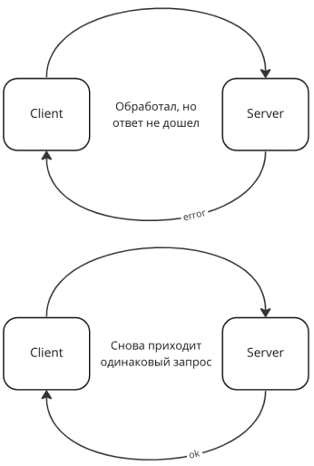 Client
Обработал, но
ответ не дошел
Server
error
Client
Снова приходит
одинаковый запрос
Server
ok